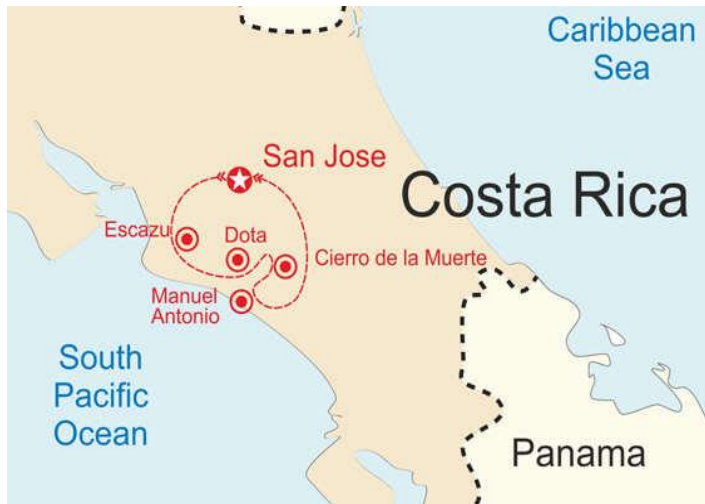 Caribbean
Sea
San Jose
Costa Rica
Escazu
Dota
Cierro de la Muerte
Manuel
Antonio
South
Pacific
Ocean
Panama